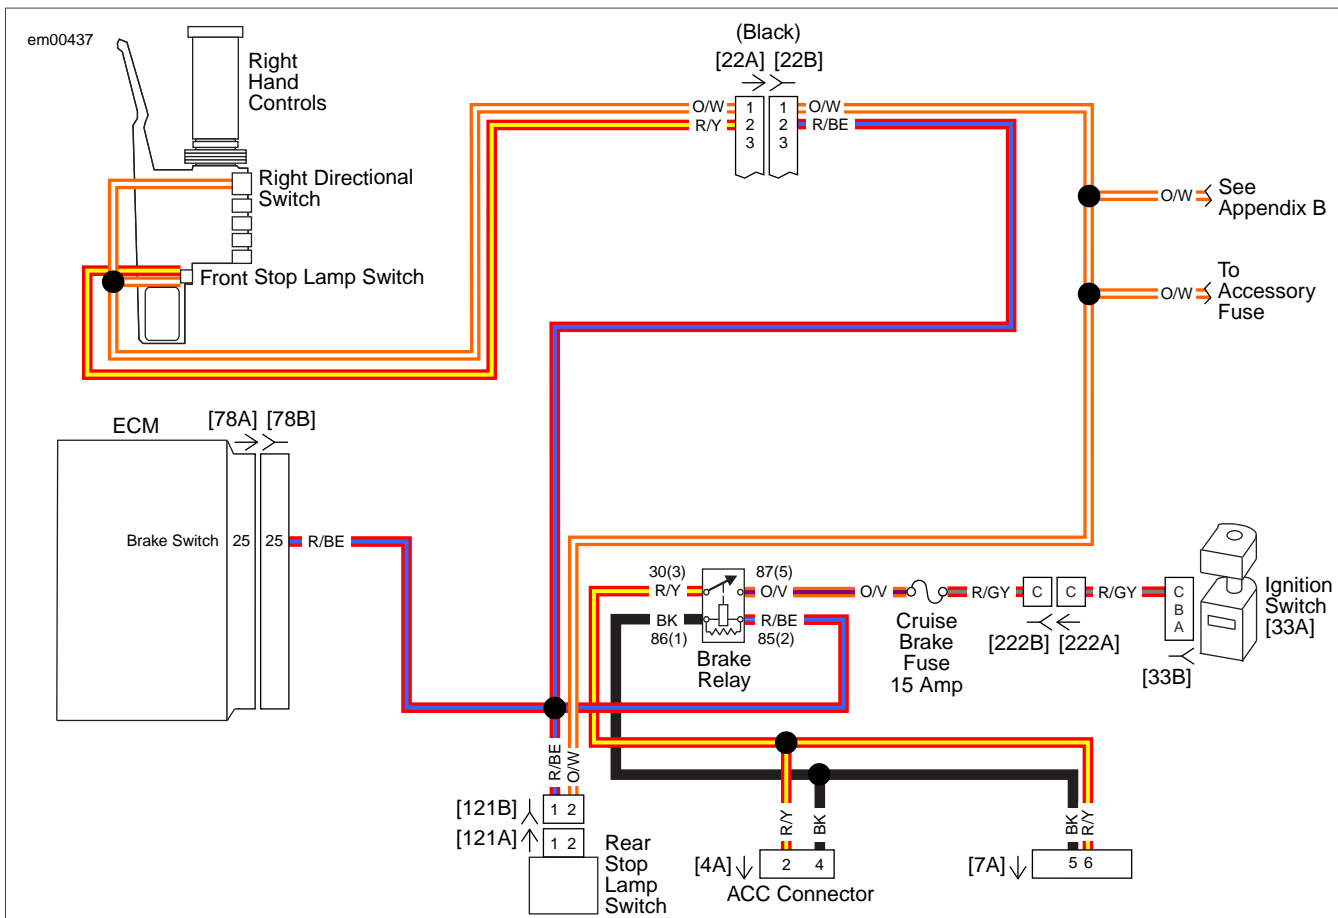 em00437
(Black)
[22A] [22B]
Right
Hand
Controls
O/W 1 1 O/W
R/Y 2 2 R/BE
3 3
Right Directional
Switch
O/W See
Appendix B
Front Stop Lamp Switch
O/W To
Accessory
Fuse
ECM
[78A] [78B]
Brake Switch 25 25 R/BE
30(3) 87(5)
R/Y O/V O/V R/GY C C R/GY C
B
A
BK R/BE
86(1) 85(2)
Brake
Relay
Cruise
Brake
Fuse
15 Amp
[222B] [222A]
[33B]
Ignition
Switch
[33A]
R/BE O/W
[121B] 1 2
[121A] 1 2
Rear
Stop
Lamp
Switch
R/Y BK
[4A] 2 4
ACC Connector
BK R/Y
[7A] 5 6